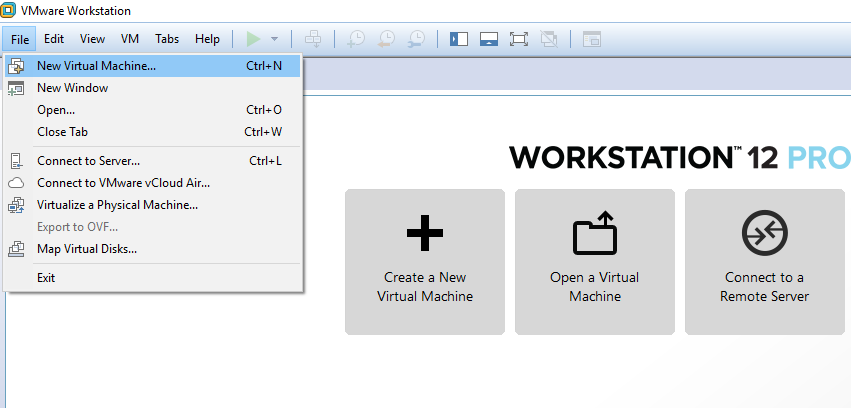 VMware Workstation
File Edit View VM Tabs Help
New Virtual Machine... Ctrl+N
New Window
Open... Ctrl+O
Close Tab Ctrl+W
Connect to Server... Ctrl+L
Connect to VMware vCloud Air...
Virtualize a Physical Machine...
Export to OVF...
Map Virtual Disks...
Exit
WORKSTATION™ 12 PRO
Create a New
Virtual Machine
Open a Virtual
Machine
Connect to a
Remote Server